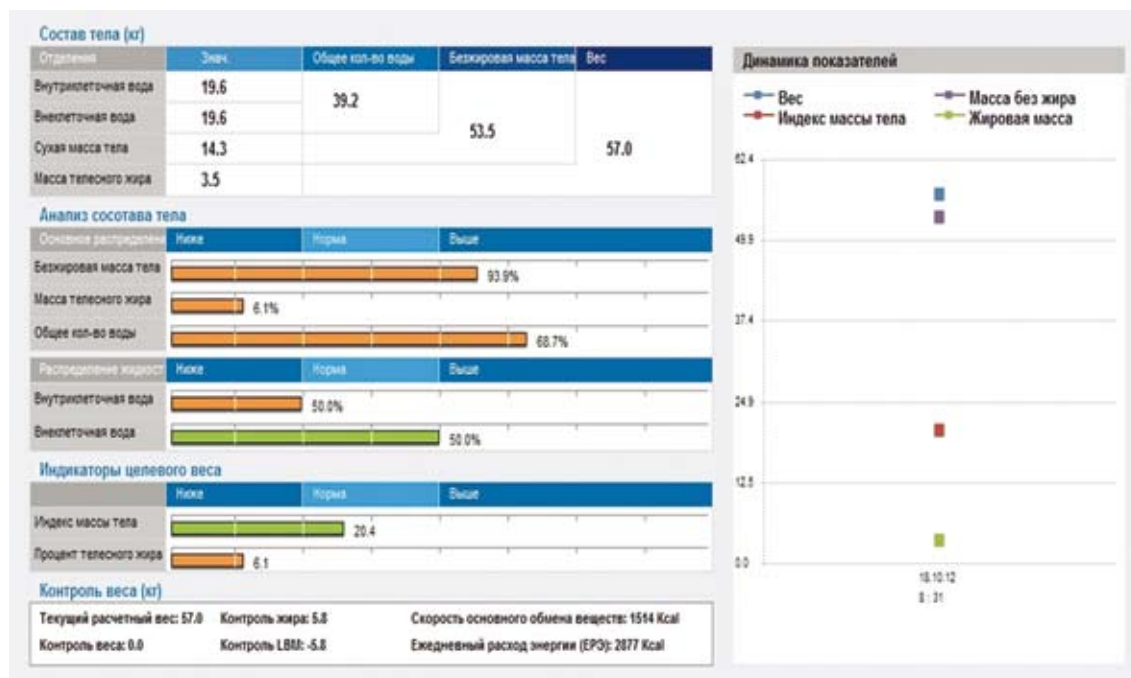 Состав тела (кг)
Отделения Знач. Общее кол-во воды Безжировая масса тела Вес
Внутриклеточная вода 19.6
39.2
Внеклеточная вода 19.6
53.5
Сухая масса тела 14.3 57.0
Масса телесного жира 3.5
Анализ сосотава тела
Основное распределени Ниже Норма Выше
Безжировая масса тела 93.9%
Масса телесного жира 6.1%
Общее кол-во воды 68.7%
Распределение жидкост Ниже Норма Выше
Внутриклеточная вода 50.0%
Внеклеточная вода 50.0%
Индикаторы целевого веса
Ниже Норма Выше
Индекс массы тела 20.4
Процент телесного жира 6.1
Контроль веса (кг)
Текущий расчетный вес: 57.0 Контроль жира: 5.8 Скорость основного обмена веществ: 1514 Kcal
Контроль веса: 0.0 Контроль LBM: -5.8 Ежедневный расход энергии (ЕРЭ): 2877 Kcal
Динамика показателей
Вес Масса без жира
Индекс массы тела Жировая масса
62.4
49.9
37.4
24.9
12.5
0.0
18.10.12
8 : 31